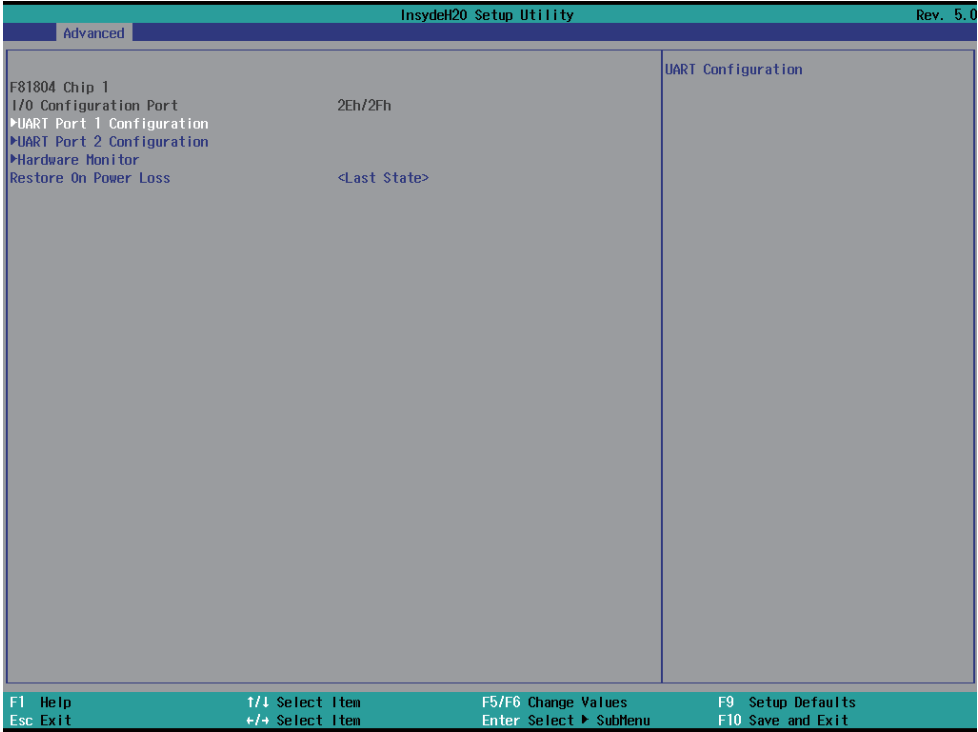 InsydeH20 Setup Utility Rev. 5.0
Advanced
UART Configuration
F81804 Chip 1
I/O Configuration Port 2Eh/2Fh
▶UART Port 1 Configuration
▶UART Port 2 Configuration
▶Hardware Monitor
Restore On Power Loss <Last State>
F1 Help ↑/↓ Select Item F5/F6 Change Values F9 Setup Defaults
Esc Exit ←/→ Select Item Enter Select ▶ SubMenu F10 Save and Exit